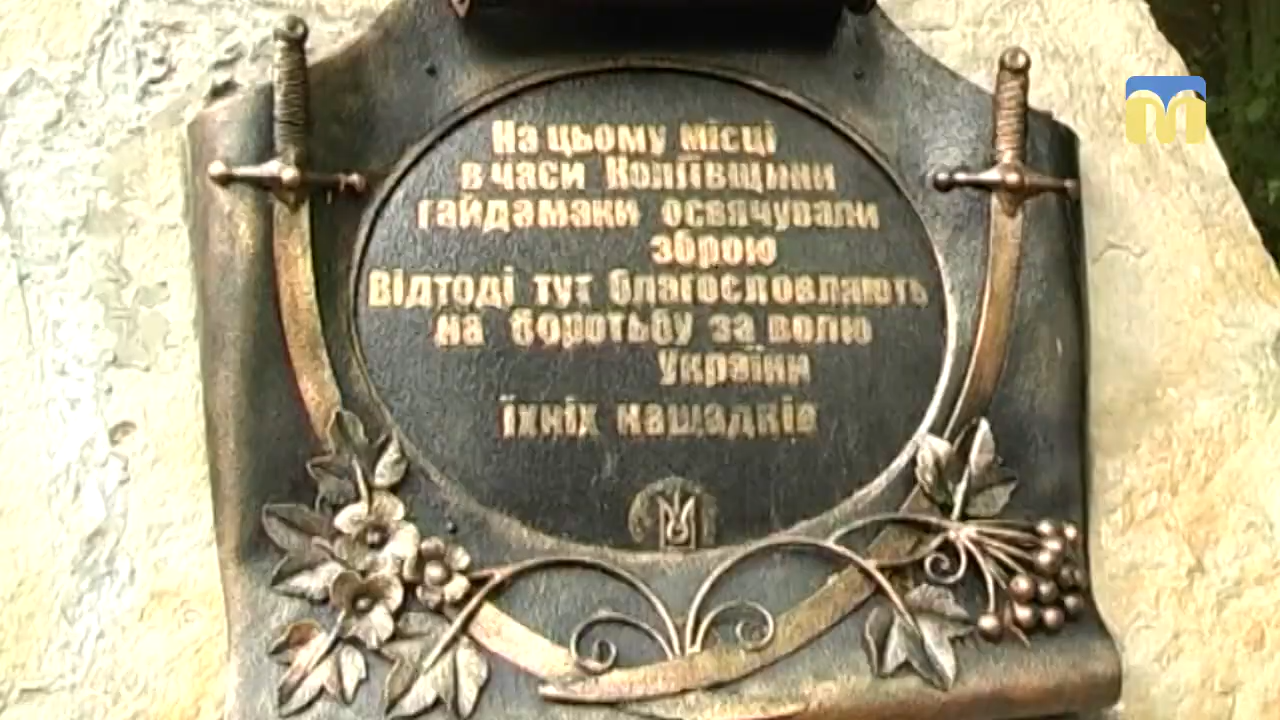 На цьому місці
в часи Коліївщини
гайдамаки освячували
зброю
Відтоді тут благословляють
на боротьбу за волю
України
їхніх нащадків